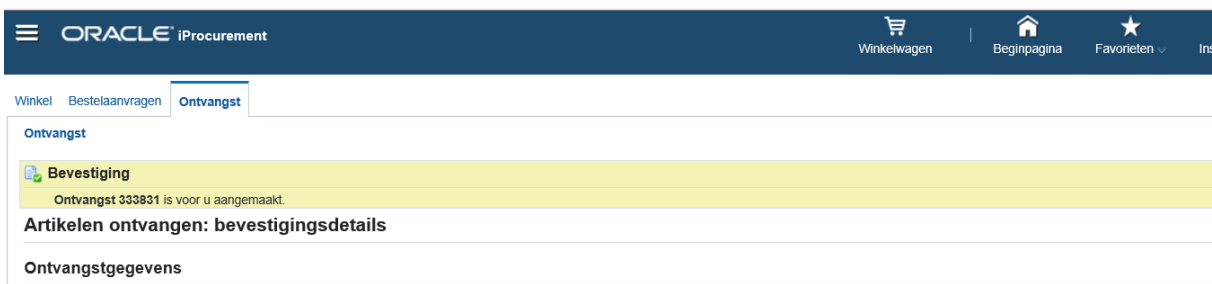 ORACLE® iProcurement
Winkelwagen
Beginpagina
Favorieten
Winkel Bestelaanvragen Ontvangst
Ontvangst
Bevestiging
Ontvangst 333831 is voor u aangemaakt.
Artikelen ontvangen: bevestigingsdetails
Ontvangstgegevens